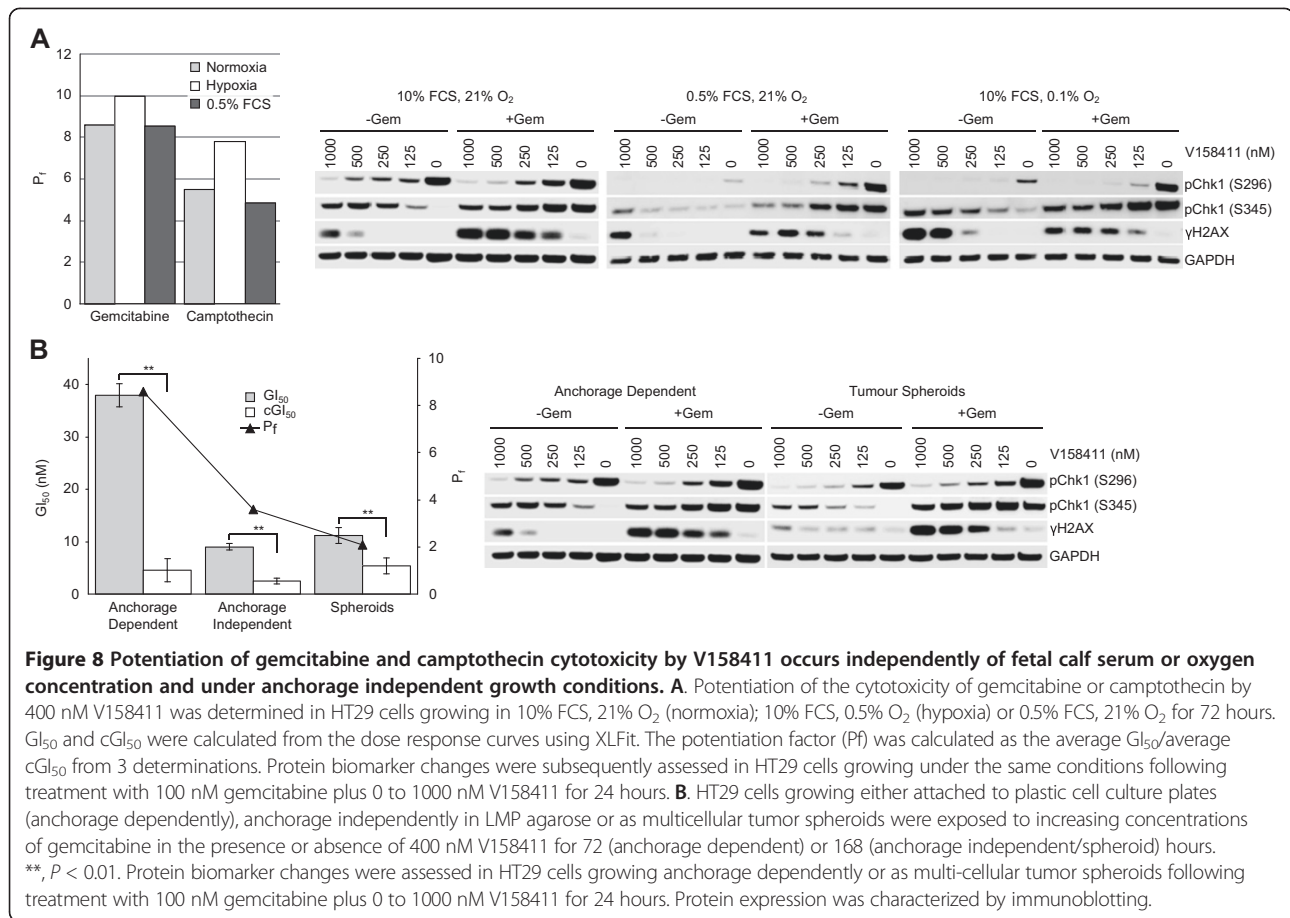 A
12
10
8
6
4
2
0
Pf
Normoxia
Hypoxia
0.5% FCS
Gemcitabine Camptothecin
10% FCS, 21% O2 0.5% FCS, 21% O2 10% FCS, 0.1% O2
-Gem +Gem -Gem +Gem -Gem +Gem
1000 500 250 125 0 1000 500 250 125 0 1000 500 250 125 0 1000 500 250 125 0 1000 500 250 125 0 1000 500 250 125 0 V158411 (nM)
pChk1 (S296)
pChk1 (S345)
γH2AX
GAPDH
B
40
30
20
10
0
GI50 (nM)
** ** **
GI50
cGI50
Pf
10
8
6
4
2
0
Pf
Anchorage Dependent
Anchorage Independent
Spheroids
Anchorage Dependent Tumour Spheroids
-Gem +Gem -Gem +Gem
1000 500 250 125 0 1000 500 250 125 0 1000 500 250 125 0 1000 500 250 125 0 V158411 (nM)
pChk1 (S296)
pChk1 (S345)
γH2AX
GAPDH
Figure 8 Potentiation of gemcitabine and camptothecin cytotoxicity by V158411 occurs independently of fetal calf serum or oxygen
concentration and under anchorage independent growth conditions. A. Potentiation of the cytotoxicity of gemcitabine or camptothecin by
400 nM V158411 was determined in HT29 cells growing in 10% FCS, 21% O2 (normoxia); 10% FCS, 0.5% O2 (hypoxia) or 0.5% FCS, 21% O2 for 72 hours.
GI50 and cGI50 were calculated from the dose response curves using XLFit. The potentiation factor (Pf) was calculated as the average GI50/average
cGI50 from 3 determinations. Protein biomarker changes were subsequently assessed in HT29 cells growing under the same conditions following
treatment with 100 nM gemcitabine plus 0 to 1000 nM V158411 for 24 hours. B. HT29 cells growing either attached to plastic cell culture plates
(anchorage dependently), anchorage independently in LMP agarose or as multicellular tumor spheroids were exposed to increasing concentrations
of gemcitabine in the presence or absence of 400 nM V158411 for 72 (anchorage dependent) or 168 (anchorage independent/spheroid) hours.
**, P < 0.01. Protein biomarker changes were assessed in HT29 cells growing anchorage dependently or as multi-cellular tumor spheroids following
treatment with 100 nM gemcitabine plus 0 to 1000 nM V158411 for 24 hours. Protein expression was characterized by immunoblotting.